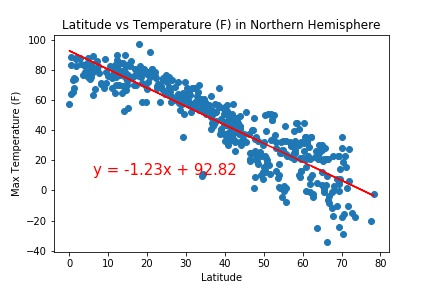 Latitude vs Temperature (F) in Northern Hemisphere
Max Temperature (F)
100
80
60
40
20
0
−20
−40
y = -1.23x + 92.82
0 10 20 30 40 50 60 70 80
Latitude